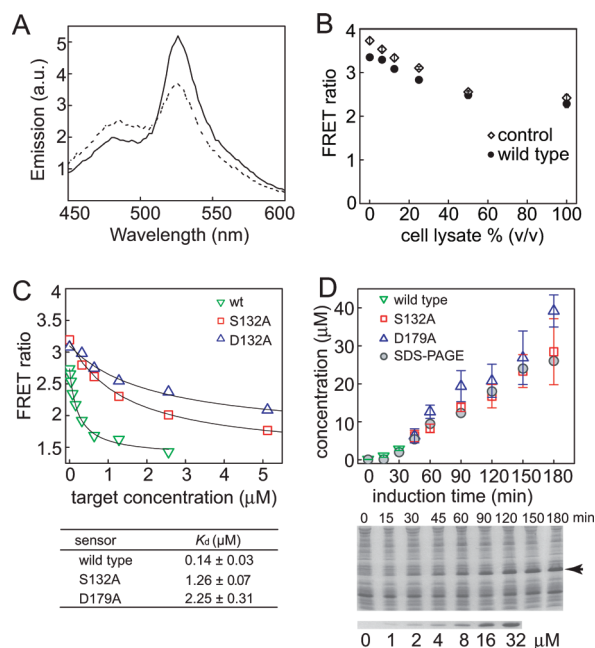 A
Emission (a.u.)
5
4
3
2
1
450 500 550 600
Wavelength (nm)
B
FRET ratio
4
3
2
1
0
control
wild type
0 20 40 60 80 100
cell lysate % (v/v)
C
FRET ratio
4
3.5
3
2.5
2
1.5
wt
S132A
D132A
0 1 2 3 4 5
target concentration (μM)
sensor Kd (μM)
wild type 0.14 ± 0.03
S132A 1.26 ± 0.07
D179A 2.25 ± 0.31
D
concentration (μM)
40
30
20
10
0
wild type
S132A
D179A
SDS-PAGE
0 30 60 90 120 150 180
induction time (min)
0 15 30 45 60 90 120 150 180 min
0 1 2 4 8 16 32 μM